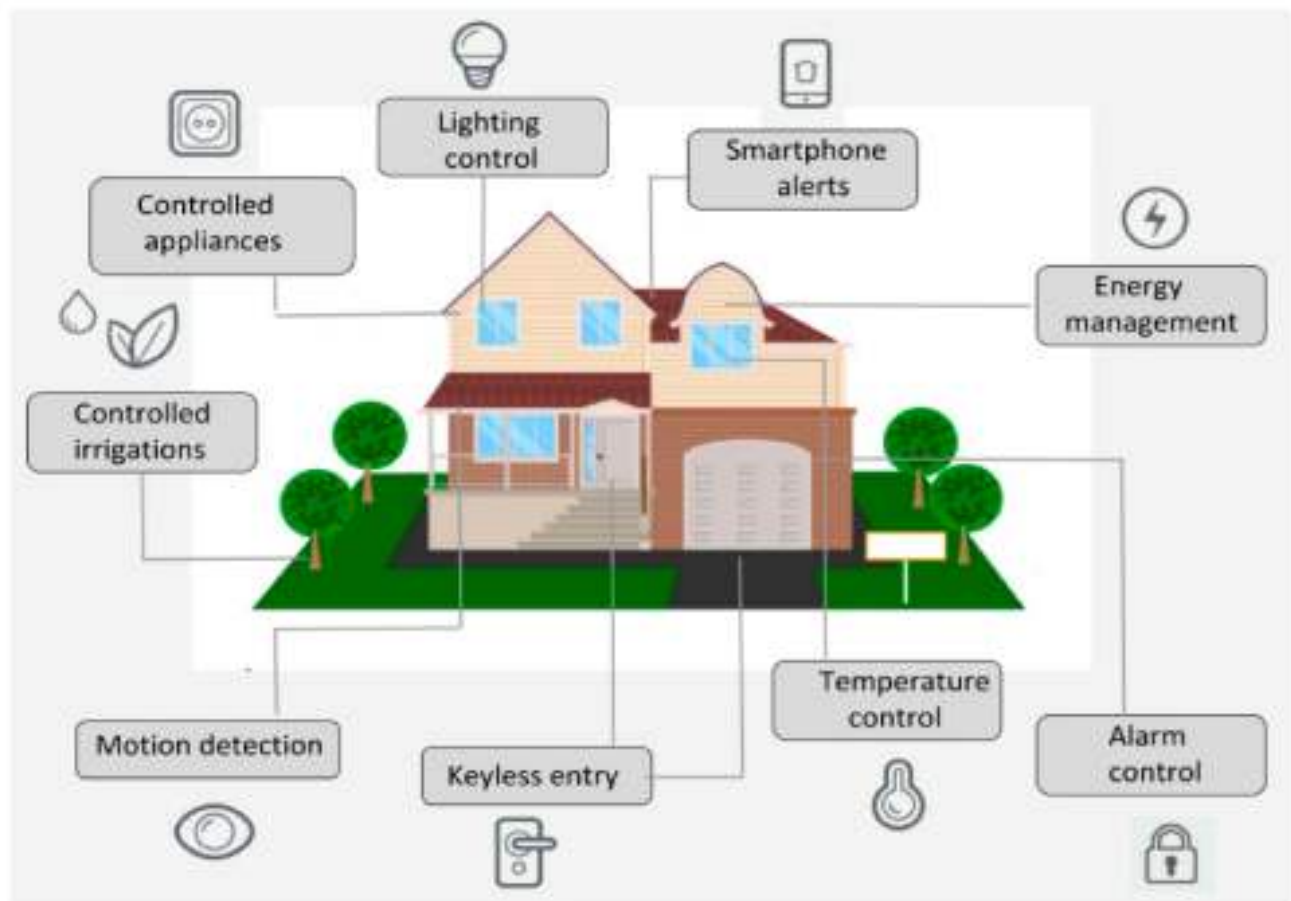 Lighting
control
Smartphone
alerts
Controlled
appliances
Energy
management
Controlled
irrigations
Temperature
control
Motion detection
Keyless entry
Alarm
control